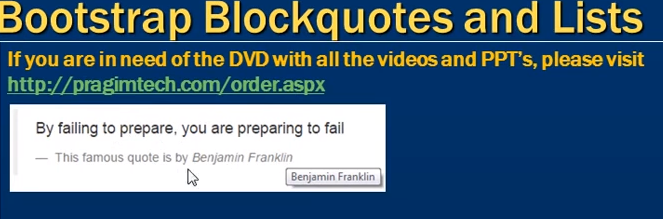 Bootstrap Blockquotes and Lists
If you are in need of the DVD with all the videos and PPT's, please visit
http://pragimtech.com/order.aspx
By failing to prepare, you are preparing to fail
— This famous quote is by Benjamin Franklin
Benjamin Franklin